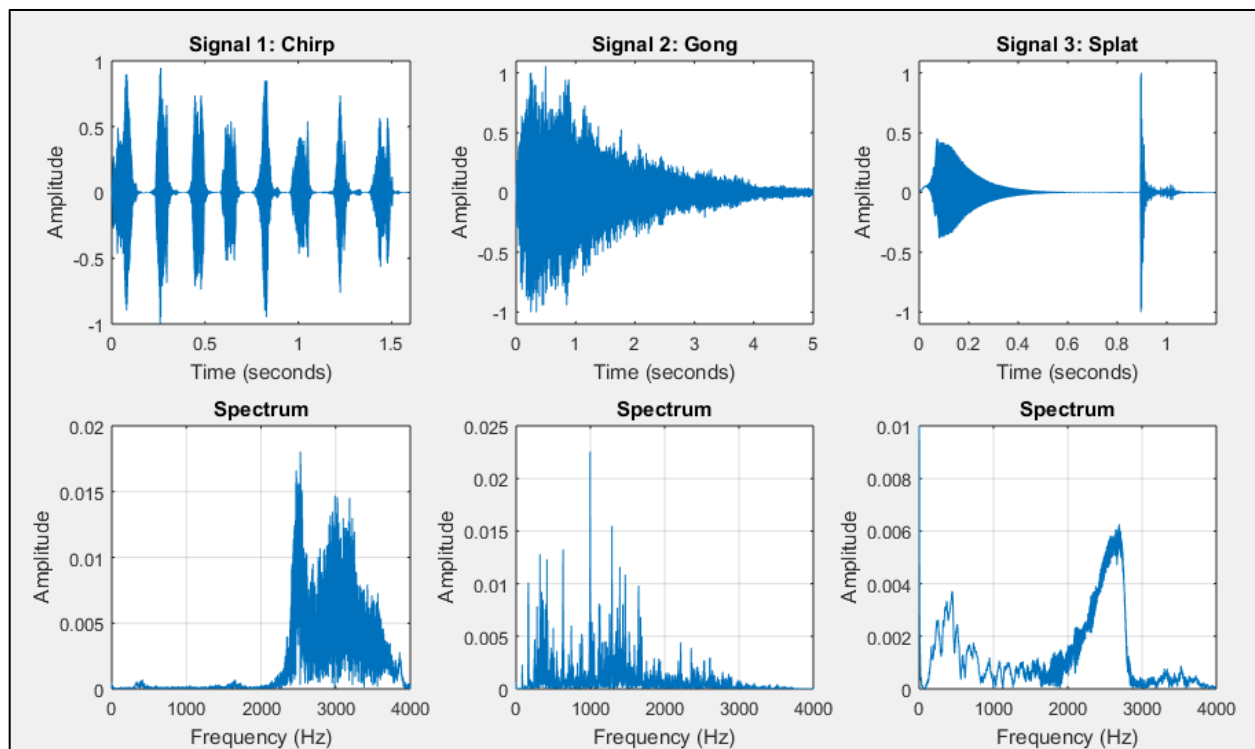 Signal 1: Chirp
1
0.5
0
-0.5
-1
Amplitude
0 0.5 1 1.5
Time (seconds)
Signal 2: Gong
1
0.5
0
-0.5
-1
Amplitude
0 1 2 3 4 5
Time (seconds)
Signal 3: Splat
1
0.5
0
-0.5
-1
Amplitude
0 0.2 0.4 0.6 0.8 1
Time (seconds)
Spectrum
0.02
0.015
0.01
0.005
0
Amplitude
0 1000 2000 3000 4000
Frequency (Hz)
Spectrum
0.025
0.02
0.015
0.01
0.005
0
Amplitude
0 1000 2000 3000 4000
Frequency (Hz)
Spectrum
0.01
0.008
0.006
0.004
0.002
0
Amplitude
0 1000 2000 3000 4000
Frequency (Hz)